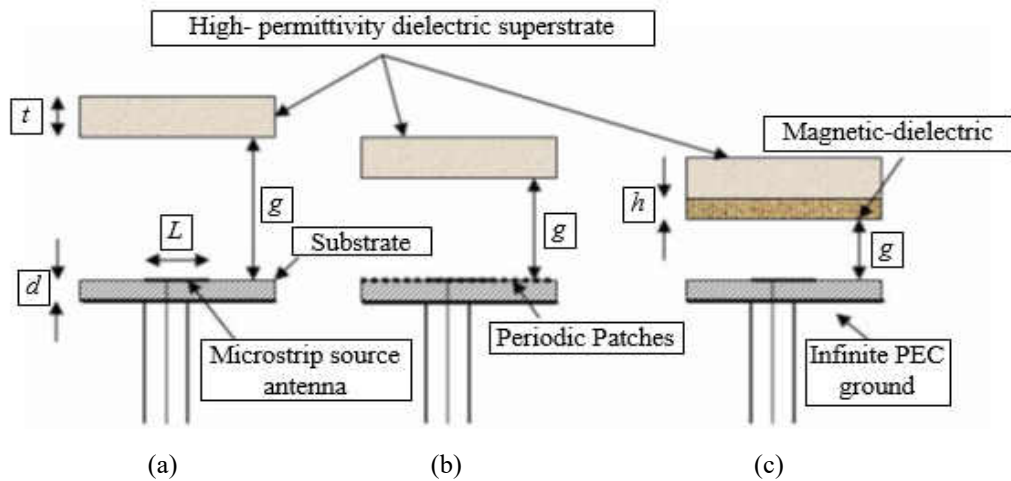 High- permittivity dielectric superstrate
t
Magnetic-dielectric
h
g
g
L
Substrate
g
d
Microstrip source
antenna
Periodic Patches
Infinite PEC
ground
(a)
(b)
(c)